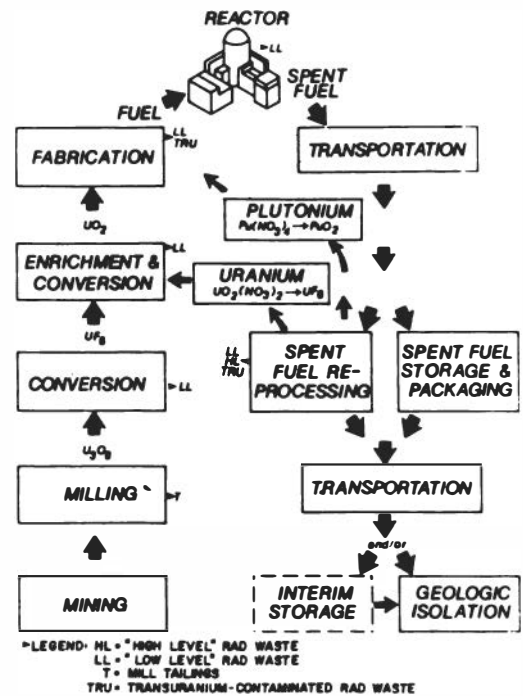 REACTOR
LL
SPENT
FUEL
FUEL
FABRICATION
LL
TRU
TRANSPORTATION
UO2
PLUTONIUM
Pu(NO3)4→PuO2
ENRICHMENT &
CONVERSION
LL
URANIUM
UO2(NO3)2→UF6
UF6
LL
HL
TRU
SPENT
FUEL RE-
PROCESSING
SPENT FUEL
STORAGE &
PACKAGING
CONVERSION
LL
U3O8
MILLING
T
TRANSPORTATION
and/or
MINING
INTERIM
STORAGE
GEOLOGIC
ISOLATION
LEGEND: HL = "HIGH LEVEL" RAD WASTE
LL = "LOW LEVEL" RAD WASTE
T = MILL TAILINGS
TRU = TRANSURANIUM-CONTAMINATED RAD WASTE